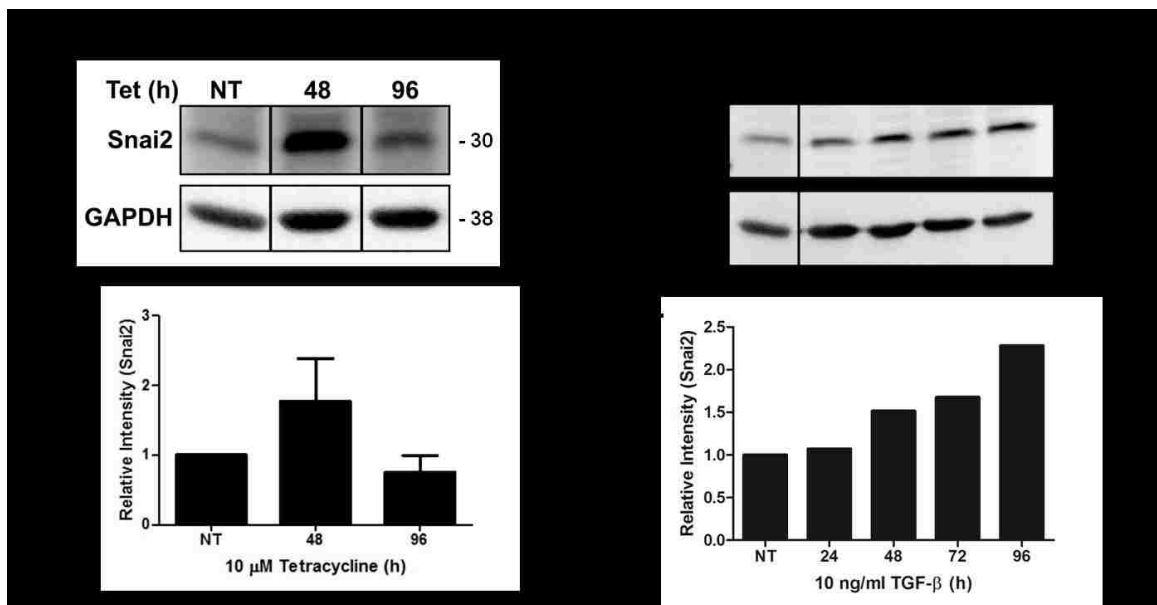 Tet (h) NT 48 96
Snai2 - 30
GAPDH - 38
Relative Intensity (Snai2)
3
2
1
0
NT 48 96
10 μM Tetracycline (h)
Relative Intensity (Snai2)
2.5
2.0
1.5
1.0
0.5
0.0
NT 24 48 72 96
10 ng/ml TGF-β (h)